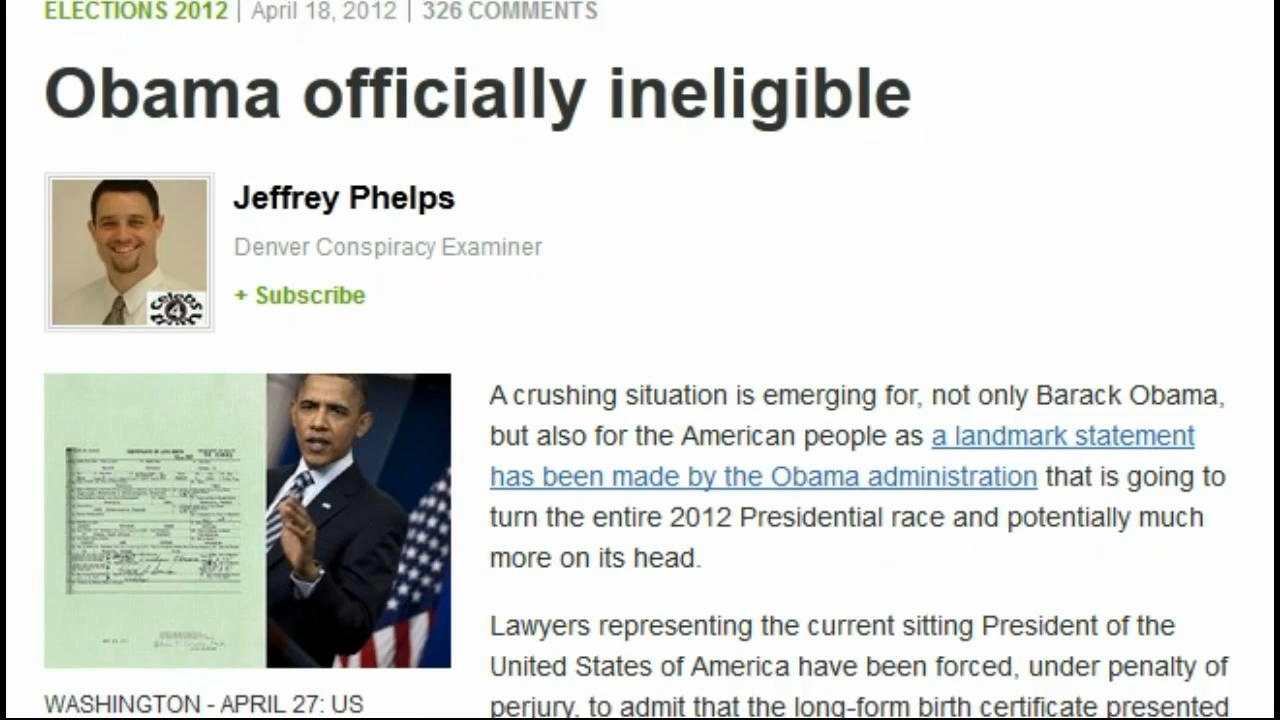 ELECTIONS 2012 | April 18, 2012 | 326 COMMENTS
Obama officially ineligible
Jeffrey Phelps
Denver Conspiracy Examiner
+ Subscribe
A crushing situation is emerging for, not only Barack Obama,
but also for the American people as a landmark statement
has been made by the Obama administration that is going to
turn the entire 2012 Presidential race and potentially much
more on its head.
Lawyers representing the current sitting President of the
United States of America have been forced, under penalty of
perjury, to admit that the long-form birth certificate presented
WASHINGTON - APRIL 27: US